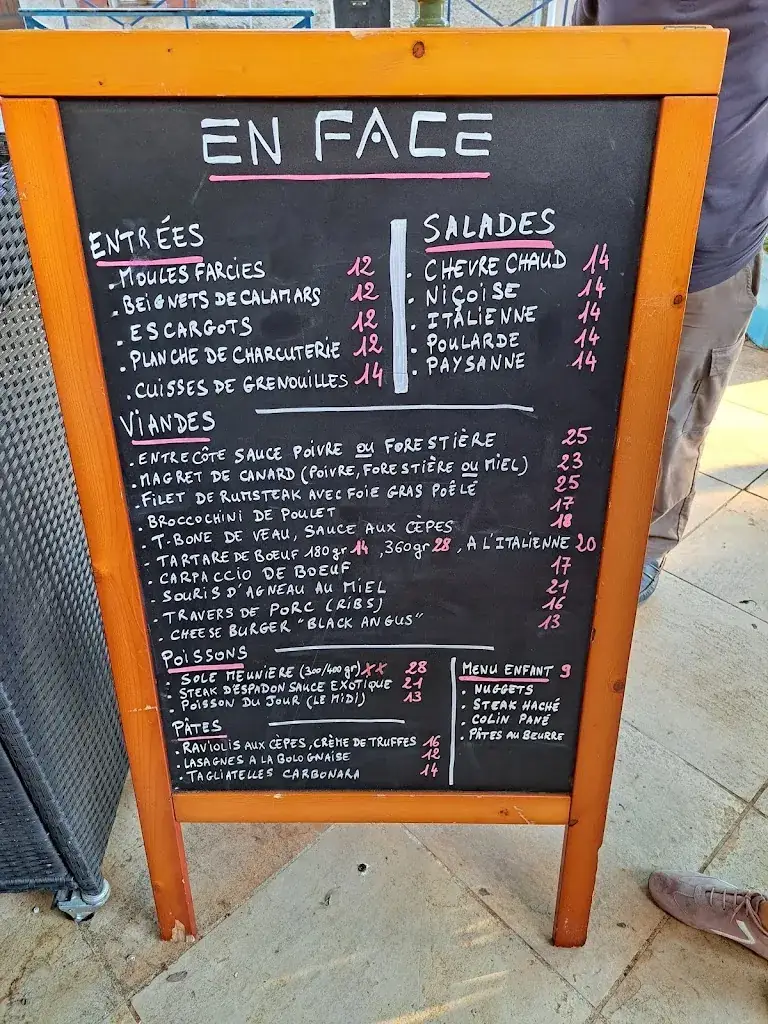 EN FACE
ENTRÉES
. MOULES FARCIES 12
. BEIGNETS DE CALAMARS 12
. ESCARGOTS 12
. PLANCHE DE CHARCUTERIE 12
. CUISSES DE GRENOUILLES 14
SALADES
. CHEVRE CHAUD 14
. NIÇOISE 14
. ITALIENNE 14
. POULARDE 14
. PAYSANNE 14
VIANDES
. ENTRECÔTE SAUCE POIVRE OU FORESTIÈRE 25
. MAGRET DE CANARD (POIVRE, FORESTIÈRE OU MIEL) 23
. FILET DE RUMSTEAK AVEC FOIE GRAS POÊLÉ 25
. BROCCOCHINI DE POULET 17
. T-BONE DE VEAU, SAUCE AUX CÈPES 18
. TARTARE DE BOEUF 180gr 14, 360gr 28, A L'ITALIENNE 20
. CARPACCIO DE BOEUF 17
. SOURIS D'AGNEAU AU MIEL 21
. TRAVERS DE PORC (RIBS) 16
. CHEESE BURGER "BLACK ANGUS" 13
POISSONS
. SOLE MEUNIERE (300/400 gr) XX 28
. STEAK D'ESPADON SAUCE EXOTIQUE 21
. POISSON DU JOUR (LE MIDI) 13
PÂTES
. RAVIOLIS AUX CÈPES, CRÈME DE TRUFFES 16
. LASAGNES A LA BOLOGNAISE 12
. TAGLIATELLES CARBONARA 14
MENU ENFANT 9
. NUGGETS
. STEAK HACHÉ
. COLIN PANÉ
. PÂTES AU BEURRE